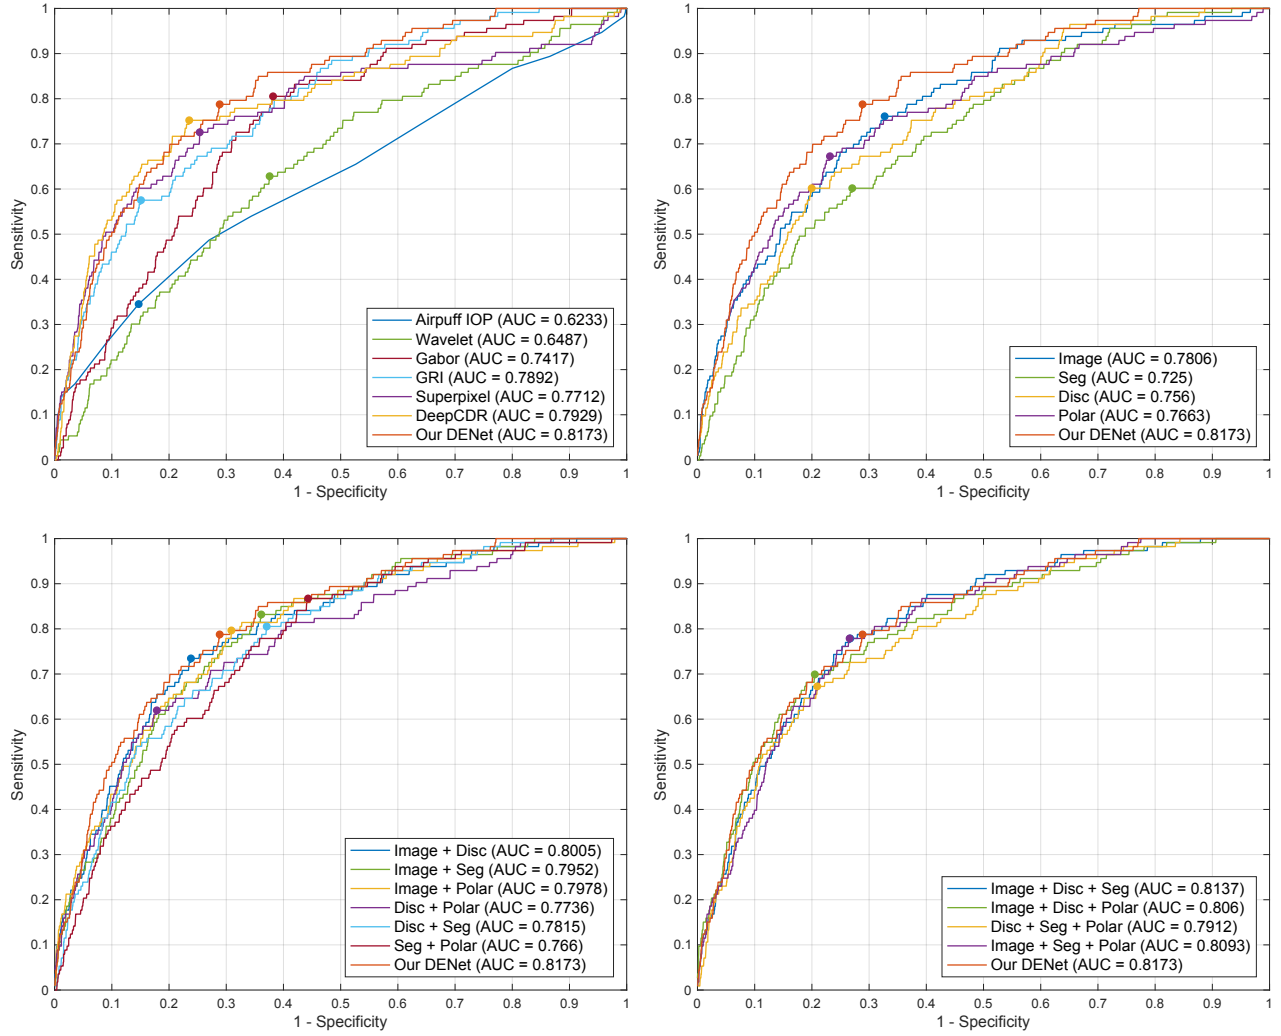 1
0.9
0.8
0.7
0.6
0.5
0.4
0.3
0.2
0.1
0
Sensitivity
Airpuff IOP (AUC = 0.6233)
Wavelet (AUC = 0.6487)
Gabor (AUC = 0.7417)
GRI (AUC = 0.7892)
Superpixel (AUC = 0.7712)
DeepCDR (AUC = 0.7929)
Our DENet (AUC = 0.8173)
0 0.1 0.2 0.3 0.4 0.5 0.6 0.7 0.8 0.9 1
1 - Specificity
1
0.9
0.8
0.7
0.6
0.5
0.4
0.3
0.2
0.1
0
Sensitivity
Image (AUC = 0.7806)
Seg (AUC = 0.725)
Disc (AUC = 0.756)
Polar (AUC = 0.7663)
Our DENet (AUC = 0.8173)
0 0.1 0.2 0.3 0.4 0.5 0.6 0.7 0.8 0.9 1
1 - Specificity
1
0.9
0.8
0.7
0.6
0.5
0.4
0.3
0.2
0.1
0
Sensitivity
Image + Disc (AUC = 0.8005)
Image + Seg (AUC = 0.7952)
Image + Polar (AUC = 0.7978)
Disc + Polar (AUC = 0.7736)
Disc + Seg (AUC = 0.7815)
Seg + Polar (AUC = 0.766)
Our DENet (AUC = 0.8173)
0 0.1 0.2 0.3 0.4 0.5 0.6 0.7 0.8 0.9 1
1 - Specificity
1
0.9
0.8
0.7
0.6
0.5
0.4
0.3
0.2
0.1
0
Sensitivity
Image + Disc + Seg (AUC = 0.8137)
Image + Disc + Polar (AUC = 0.806)
Disc + Seg + Polar (AUC = 0.7912)
Image + Seg + Polar (AUC = 0.8093)
Our DENet (AUC = 0.8173)
0 0.1 0.2 0.3 0.4 0.5 0.6 0.7 0.8 0.9 1
1 - Specificity